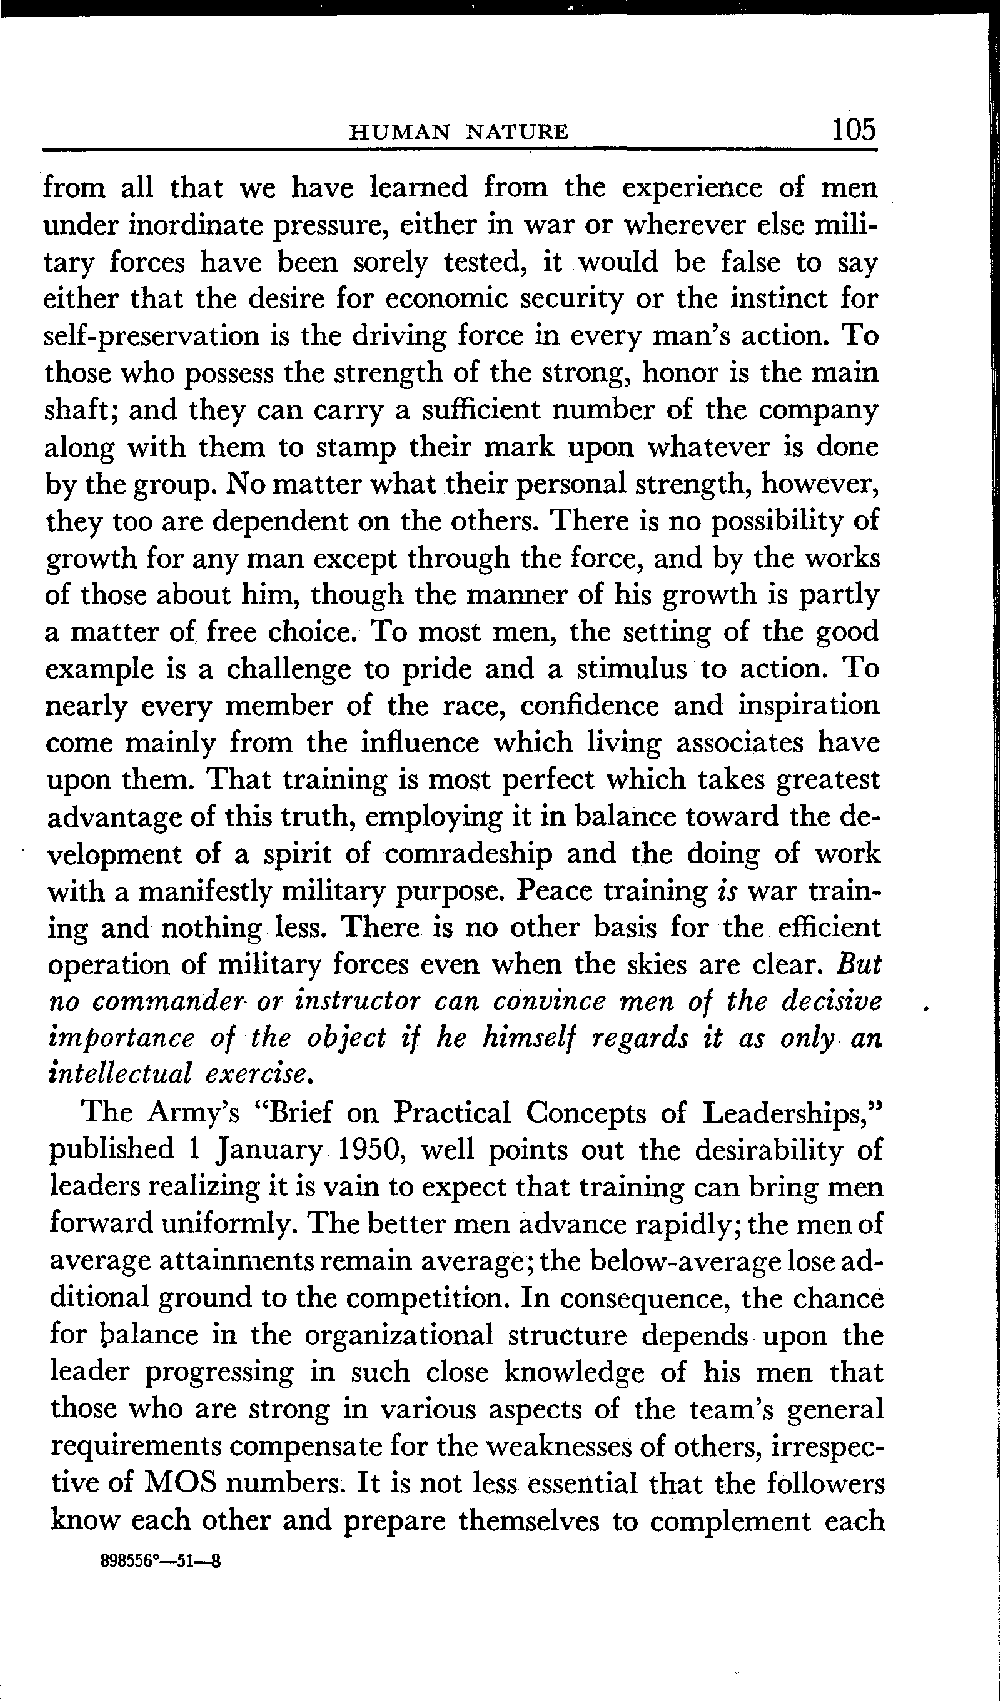 HUMAN NATURE 105
from all that we have learned from the experience of men
under inordinate pressure, either in war or wherever else mili-
tary forces have been sorely tested, it would be false to say
either that the desire for economic security or the instinct for
self-preservation is the driving force in every man's action. To
those who possess the strength of the strong, honor is the main
shaft; and they can carry a sufficient number of the company
along with them to stamp their mark upon whatever is done
by the group. No matter what their personal strength, however,
they too are dependent on the others. There is no possibility of
growth for any man except through the force, and by the works
of those about him, though the manner of his growth is partly
a matter of free choice. To most men, the setting of the good
example is a challenge to pride and a stimulus to action. To
nearly every member of the race, confidence and inspiration
come mainly from the influence which living associates have
upon them. That training is most perfect which takes greatest
advantage of this truth, employing it in balance toward the de-
velopment of a spirit of comradeship and the doing of work
with a manifestly military purpose. Peace training is war train-
ing and nothing less. There is no other basis for the efficient
operation of military forces even when the skies are clear. But
no commander or instructor can convince men of the decisive
importance of the object if he himself regards it as only an
intellectual exercise.
The Army's “Brief on Practical Concepts of Leaderships,”
published 1 January 1950, well points out the desirability of
leaders realizing it is vain to expect that training can bring men
forward uniformly. The better men advance rapidly; the men of
average attainments remain average; the below-average lose ad-
ditional ground to the competition. In consequence, the chance
for balance in the organizational structure depends upon the
leader progressing in such close knowledge of his men that
those who are strong in various aspects of the team's general
requirements compensate for the weaknesses of others, irrespec-
tive of MOS numbers. It is not less essential that the followers
know each other and prepare themselves to complement each
898556°—51—8